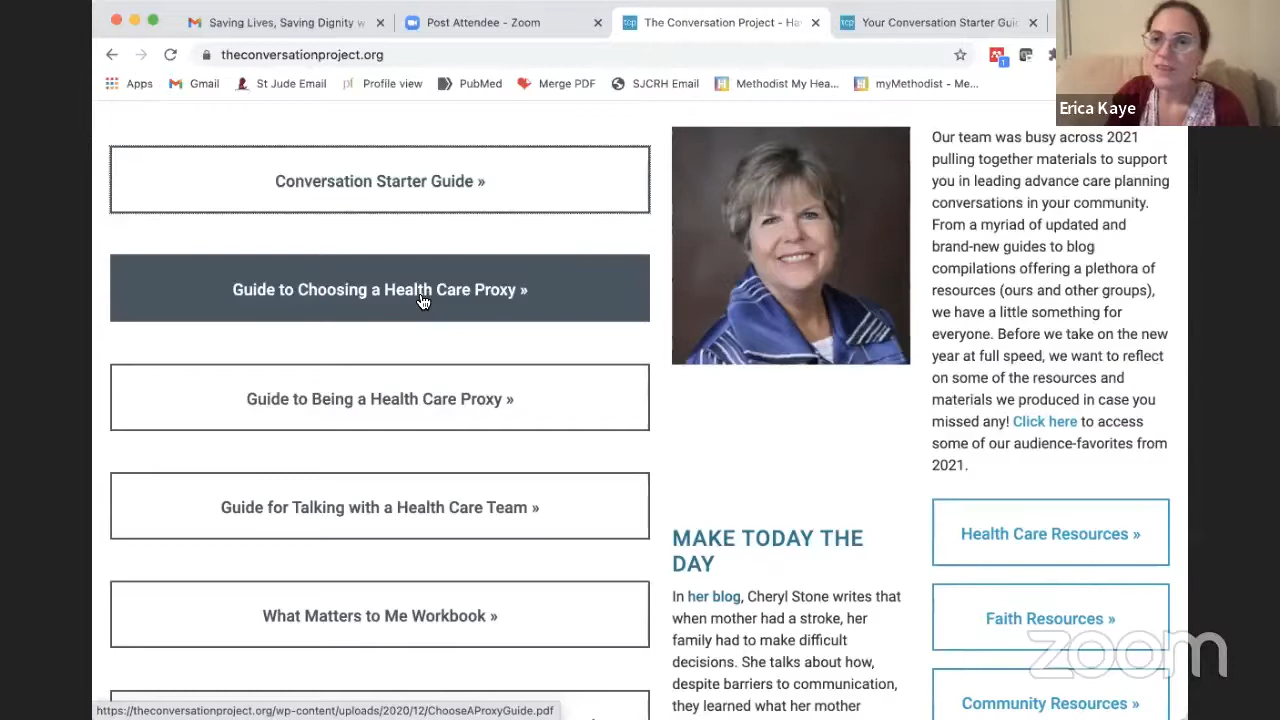 Saving Lives, Saving Dignity w
Post Attendee - Zoom
The Conversation Project - Ha
Your Conversation Starter Guid
theconversationproject.org
1
Apps
Gmail
St Jude Email
pf
Profile view
PubMed
Merge PDF
SJCRH Email
Methodist My Hea...
myMethodist - Me...
Erica Kaye
Conversation Starter Guide »
Guide to Choosing a Health Care Proxy »
Guide to Being a Health Care Proxy »
Guide for Talking with a Health Care Team »
What Matters to Me Workbook »
https://theconversationproject.org/wp-content/uploads/2020/12/ChooseAProxyGuide.pdf
MAKE TODAY THE
DAY
In her blog, Cheryl Stone writes that
when mother had a stroke, her
family had to make difficult
decisions. She talks about how,
despite barriers to communication,
they learned what her mother
Our team was busy across 2021
pulling together materials to support
you in leading advance care planning
conversations in your community.
From a myriad of updated and
brand-new guides to blog
compilations offering a plethora of
resources (ours and other groups),
we have a little something for
everyone. Before we take on the new
year at full speed, we want to reflect
on some of the resources and
materials we produced in case you
missed any! Click here to access
some of our audience-favorites from
2021.
Health Care Resources »
Faith Resources »
Community Resources »
zoom